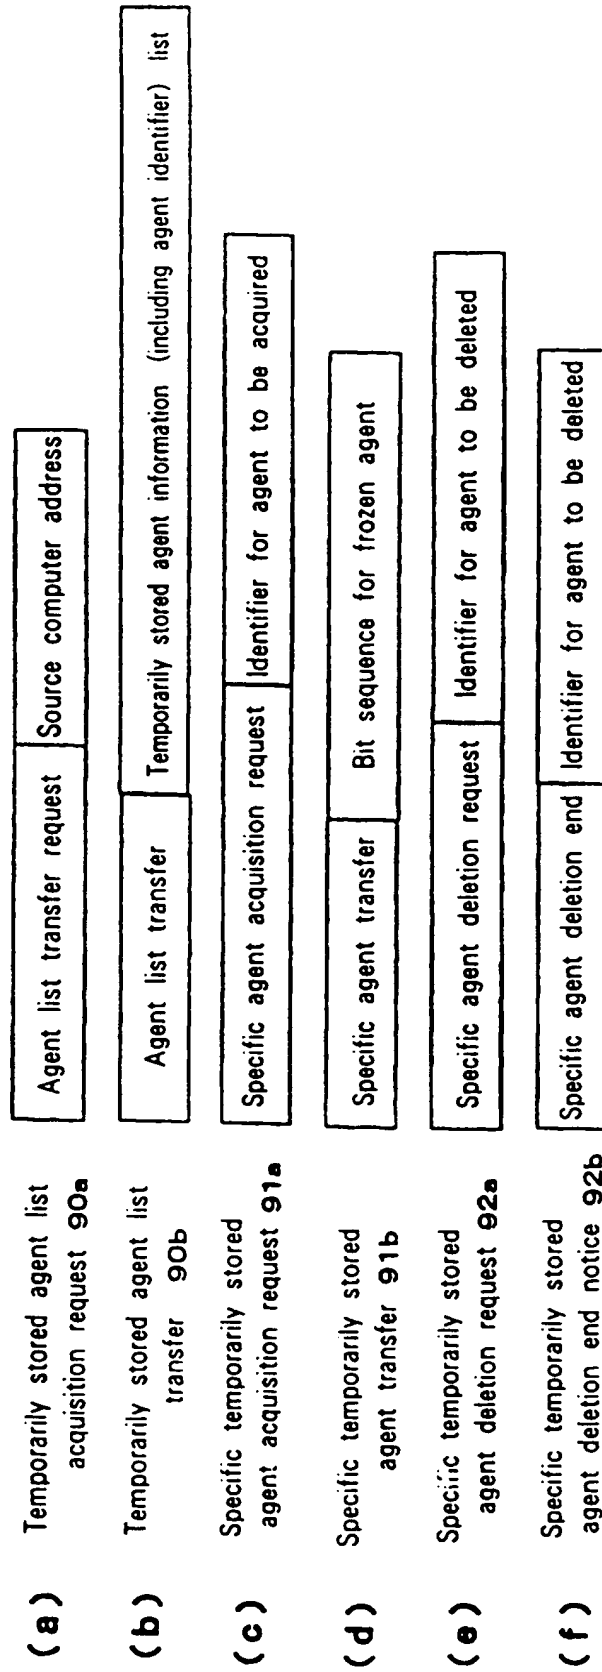 (a) Temporarily stored agent list
acquisition request 90a
Agent list transfer request Source computer address
(b) Temporarily stored agent list
transfer 90b
Agent list transfer Temporarily stored agent information (including agent identifier) list
(c) Specific temporarily stored
agent acquisition request 91a
Specific agent acquisition request Identifier for agent to be acquired
(d) Specific temporarily stored
agent transfer 91b
Specific agent transfer Bit sequence for frozen agent
(e) Specific temporarily stored
agent deletion request 92a
Specific agent deletion request Identifier for agent to be deleted
(f) Specific temporarily stored
agent deletion end notice 92b
Specific agent deletion end Identifier for agent to be deleted